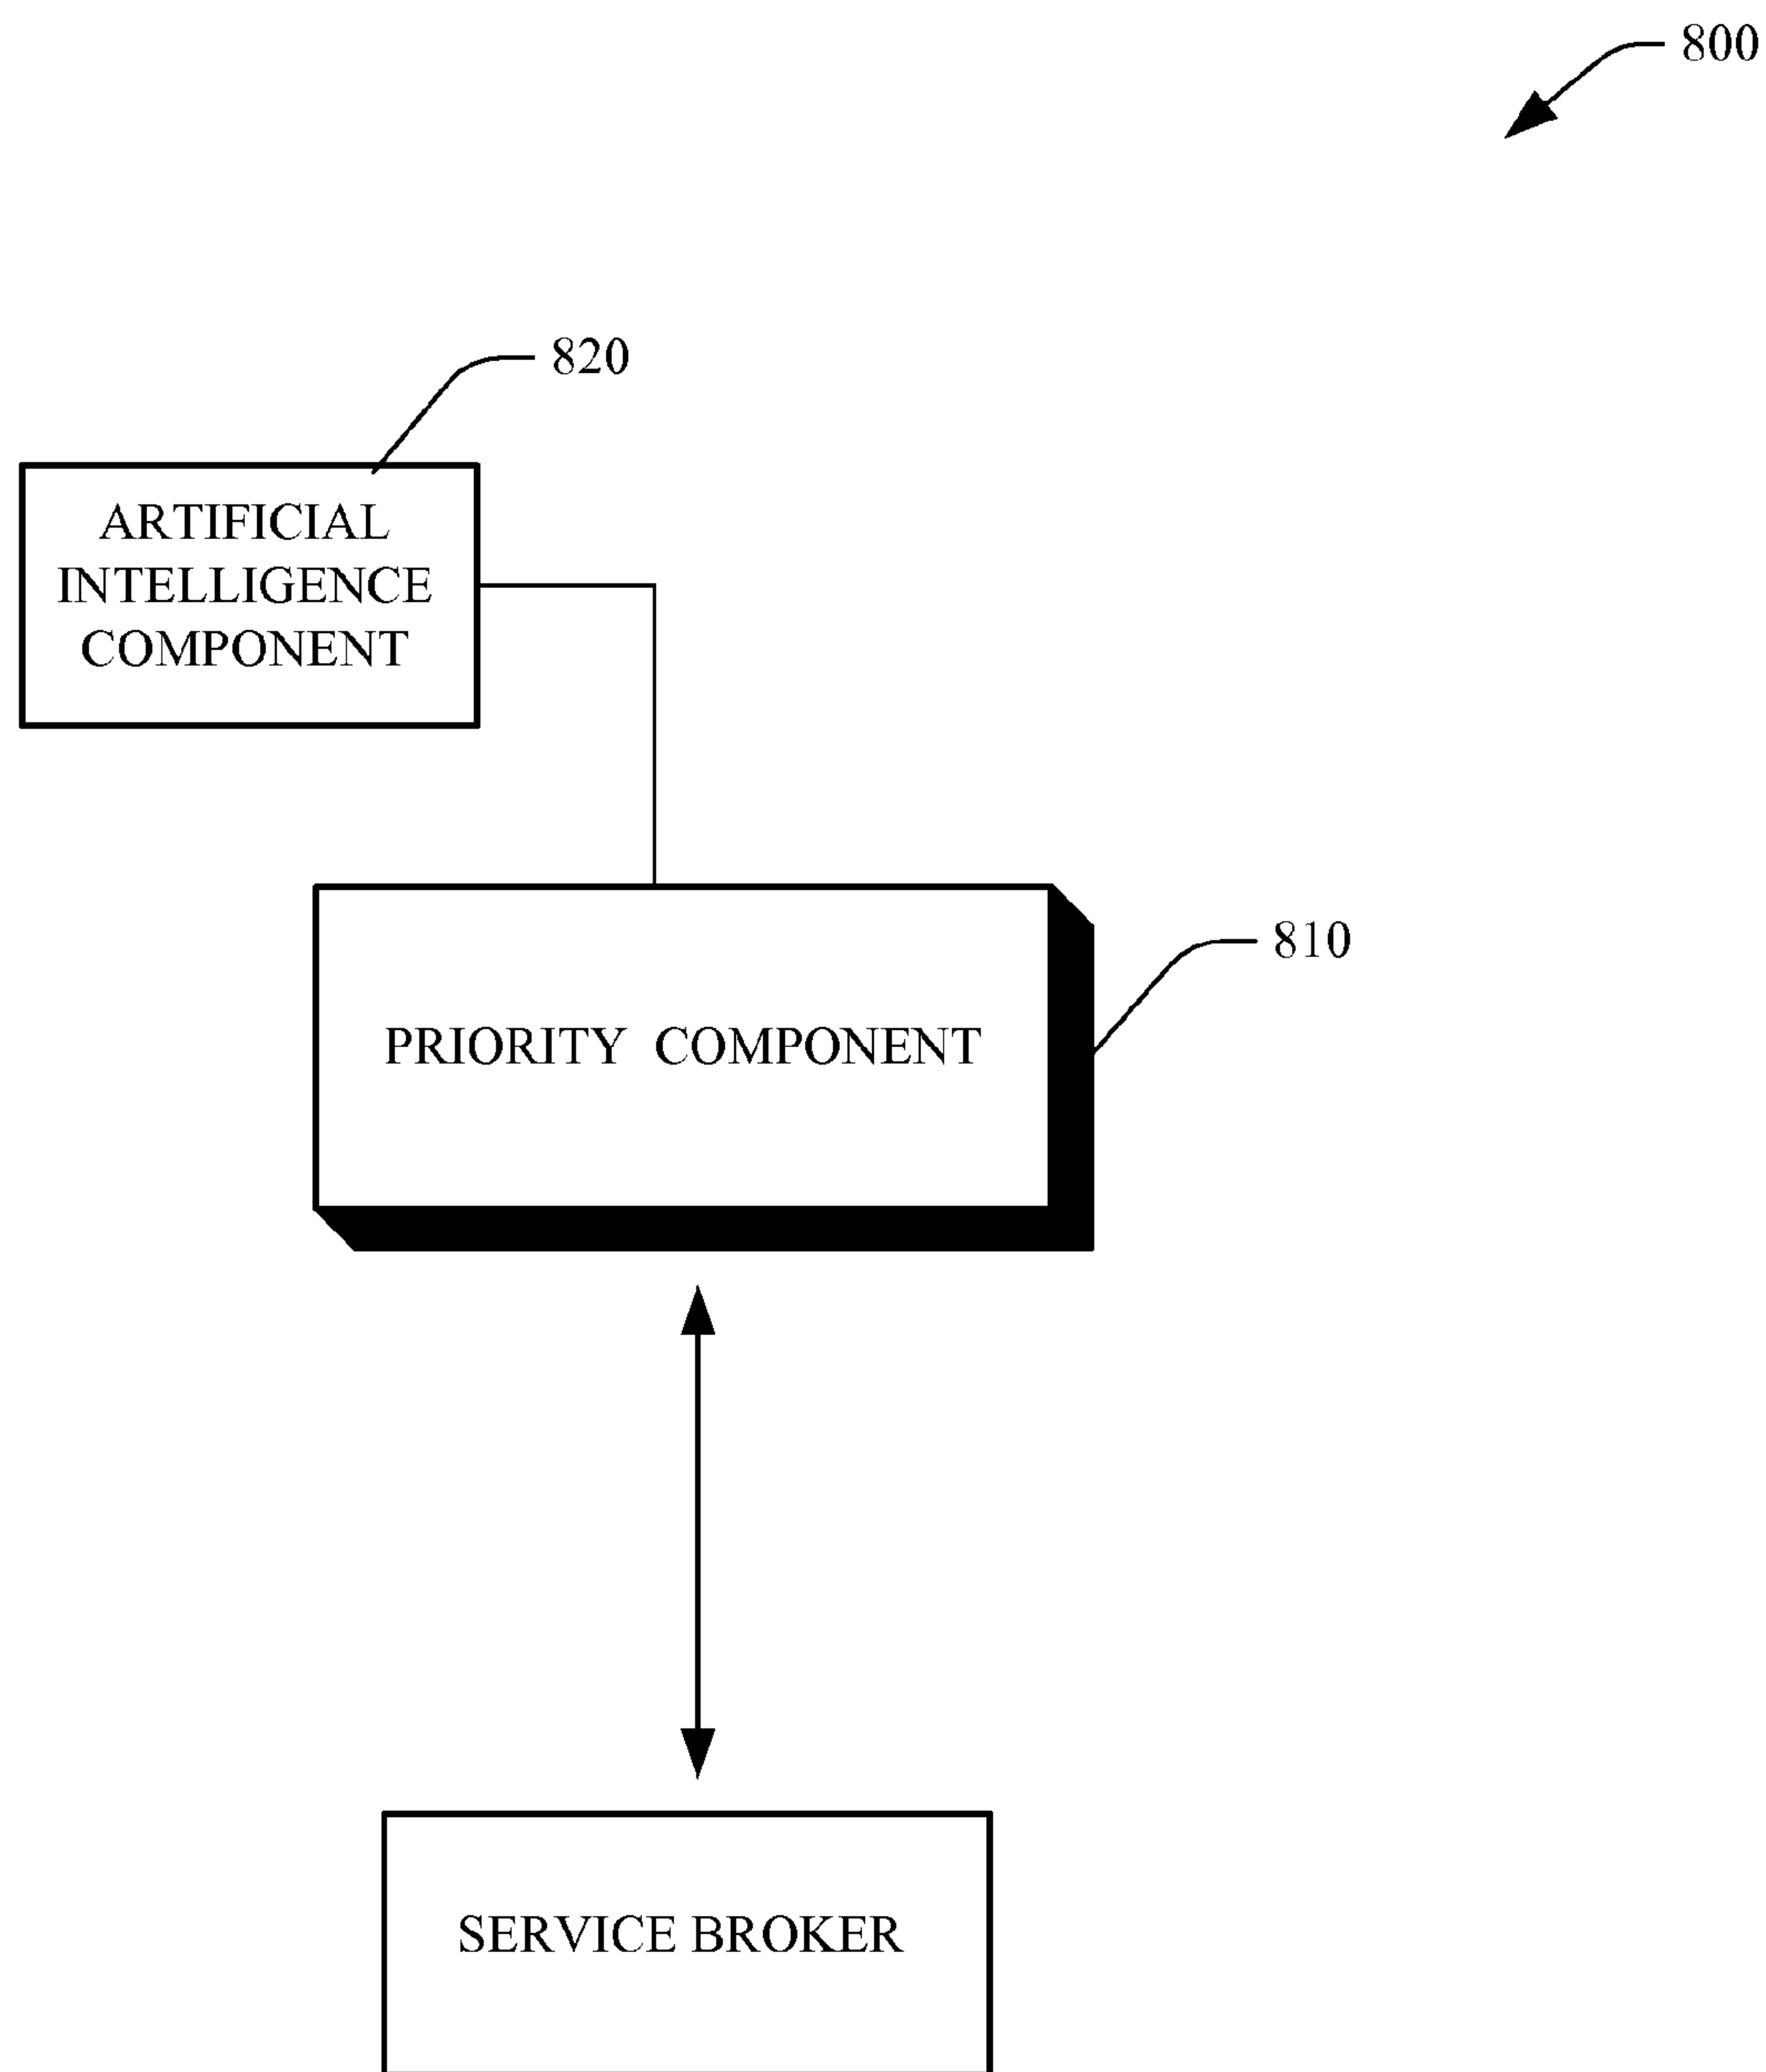 800
820
ARTIFICIAL
INTELLIGENCE
COMPONENT
810
PRIORITY COMPONENT
SERVICE BROKER